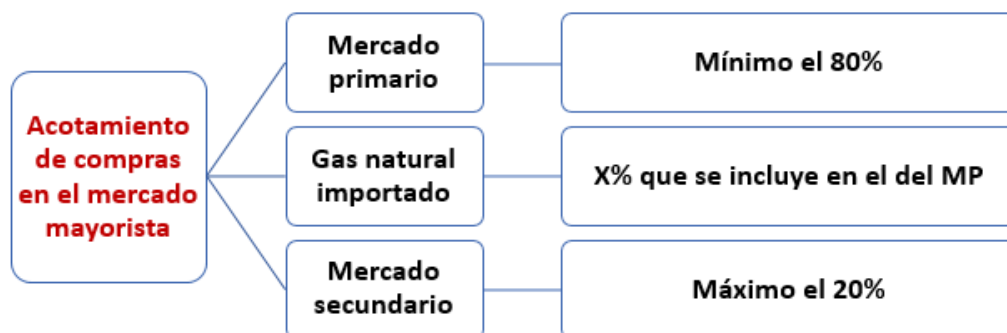 Acotamiento
de compras
en el mercado
mayorista
Mercado
primario
Mínimo el 80%
Gas natural
importado
X% que se incluye en el del MP
Mercado
secundario
Máximo el 20%